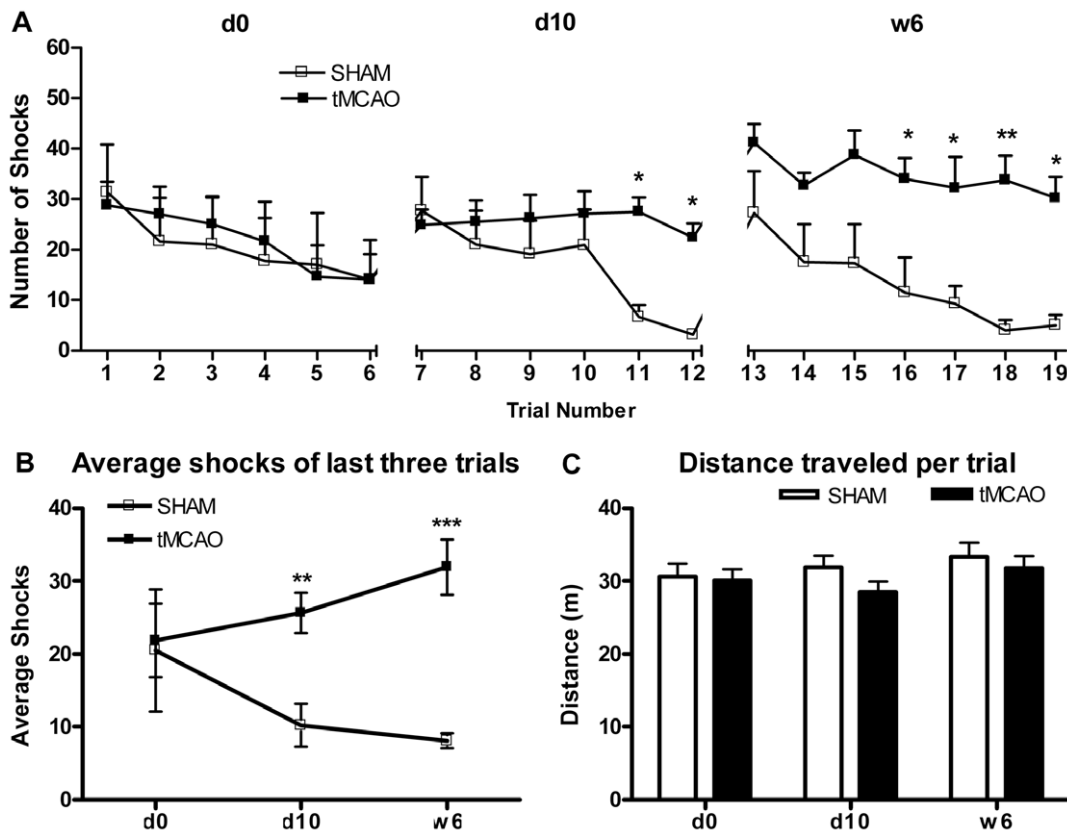 A
d0 d10 w6
Number of Shocks
60
50
40
30
20
10
0
SHAM
tMCAO
* *
* * ** *
1 2 3 4 5 6 7 8 9 10 11 12 13 14 15 16 17 18 19
Trial Number
B Average shocks of last three trials
Average Shocks
40
30
20
10
0
SHAM
tMCAO
** ***
d0 d10 w6
C Distance traveled per trial
Distance (m)
40
30
20
10
0
SHAM tMCAO
d0 d10 w6